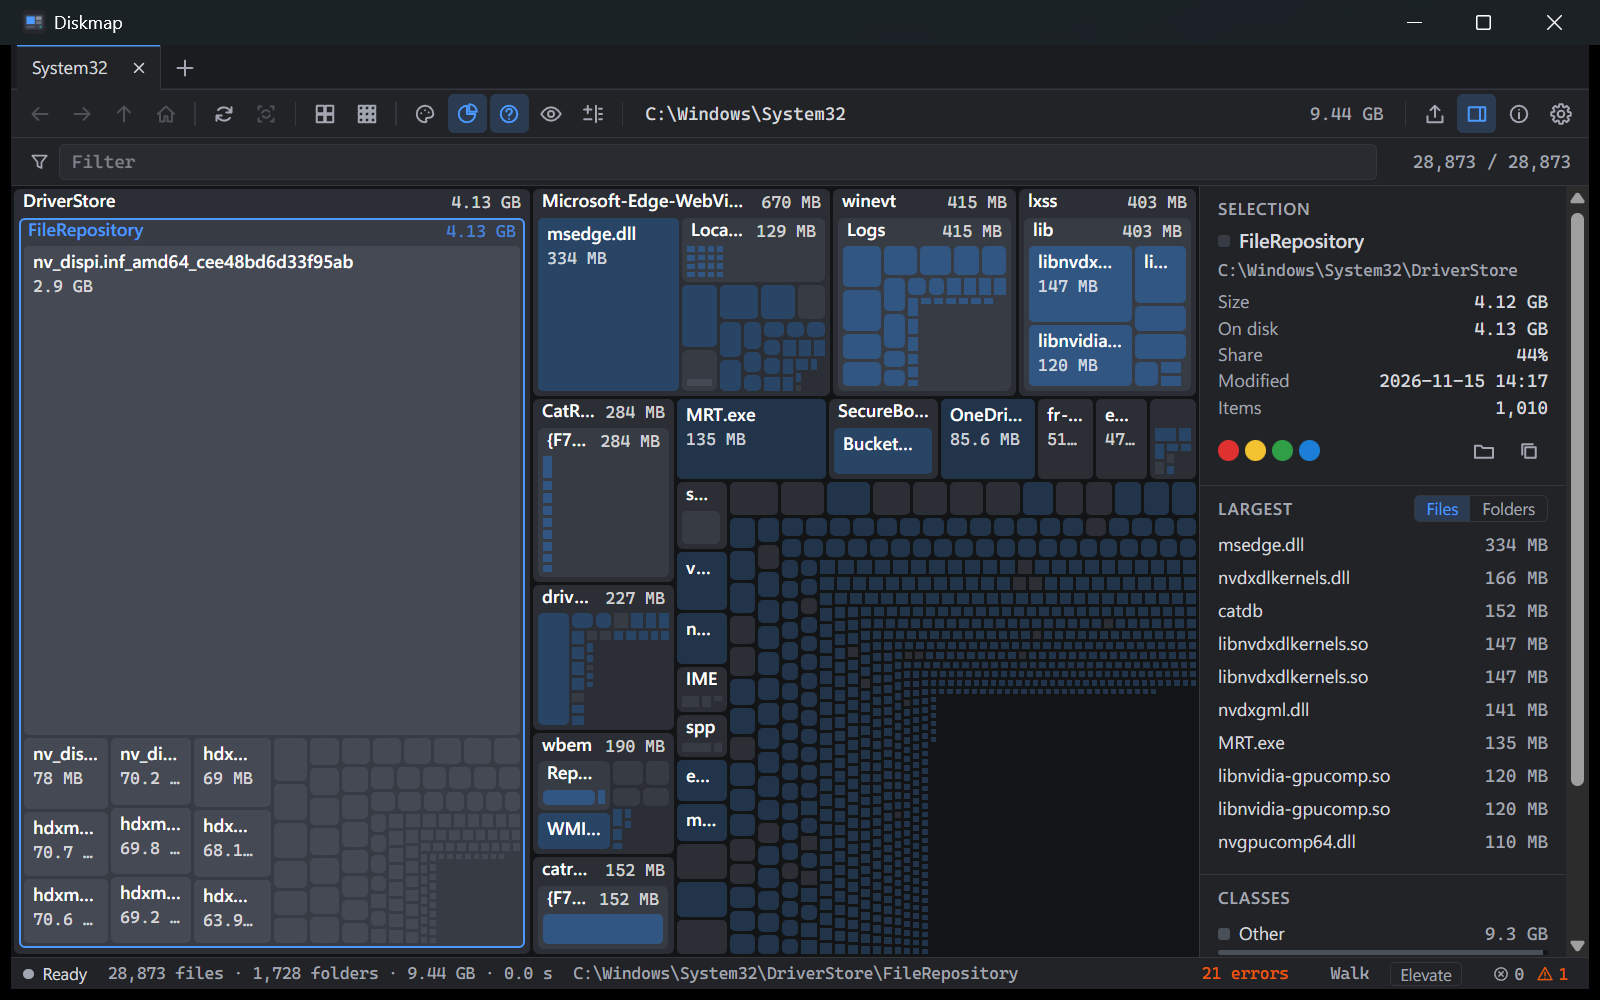 Diskmap
System32
C:\Windows\System32
9.44 GB
Filter
28,873 / 28,873
DriverStore 4.13 GB
FileRepository 4.13 GB
nv_dispi.inf_amd64_cee48bd6d33f95ab
2.9 GB
nv_dis...
78 MB
nv_di...
70.2 ...
hdx...
69 MB
hdxm...
70.7 ...
hdxm...
69.8 ...
hdx...
68.1...
hdxm...
70.6 ...
hdxm...
69.2 ...
hdx...
63.9...
Microsoft-Edge-WebVi... 670 MB
msedge.dll
334 MB
Loca... 129 MB
winevt 415 MB
Logs 415 MB
lxss 403 MB
lib 403 MB
libnvdx...
147 MB
li...
libnvidia...
120 MB
CatR... 284 MB
{F7... 284 MB
MRT.exe
135 MB
SecureBo...
Bucket...
OneDri...
85.6 MB
fr-...
51...
e...
47...
driv... 227 MB
wbem 190 MB
Rep...
WMI...
catr... 152 MB
{F7... 152 MB
s...
v...
n...
IME
spp
e...
m...
SELECTION
FileRepository
C:\Windows\System32\DriverStore
Size 4.12 GB
On disk 4.13 GB
Share 44%
Modified 2026-11-15 14:17
Items 1,010
LARGEST Files Folders
msedge.dll 334 MB
nvdxdlkernels.dll 166 MB
catdb 152 MB
libnvdxdlkernels.so 147 MB
libnvdxdlkernels.so 147 MB
nvdxgml.dll 141 MB
MRT.exe 135 MB
libnvidia-gpucomp.so 120 MB
libnvidia-gpucomp.so 120 MB
nvgpucomp64.dll 110 MB
CLASSES
Other 9.3 GB
Ready 28,873 files · 1,728 folders · 9.44 GB · 0.0 s C:\Windows\System32\DriverStore\FileRepository 21 errors Walk Elevate 0 1